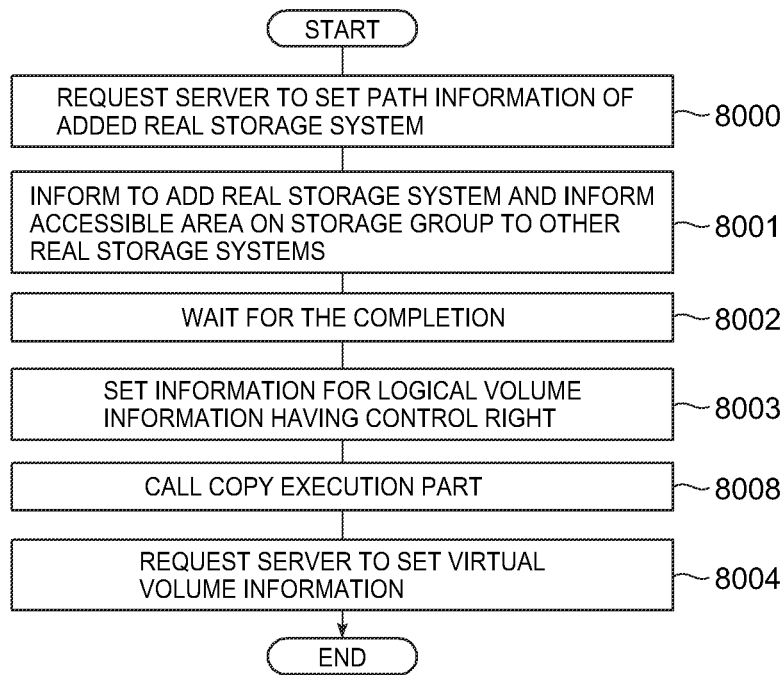 START
REQUEST SERVER TO SET PATH INFORMATION OF
ADDED REAL STORAGE SYSTEM
8000
INFORM TO ADD REAL STORAGE SYSTEM AND INFORM
ACCESSIBLE AREA ON STORAGE GROUP TO OTHER
REAL STORAGE SYSTEMS
8001
WAIT FOR THE COMPLETION
8002
SET INFORMATION FOR LOGICAL VOLUME
INFORMATION HAVING CONTROL RIGHT
8003
CALL COPY EXECUTION PART
8008
REQUEST SERVER TO SET VIRTUAL
VOLUME INFORMATION
8004
END